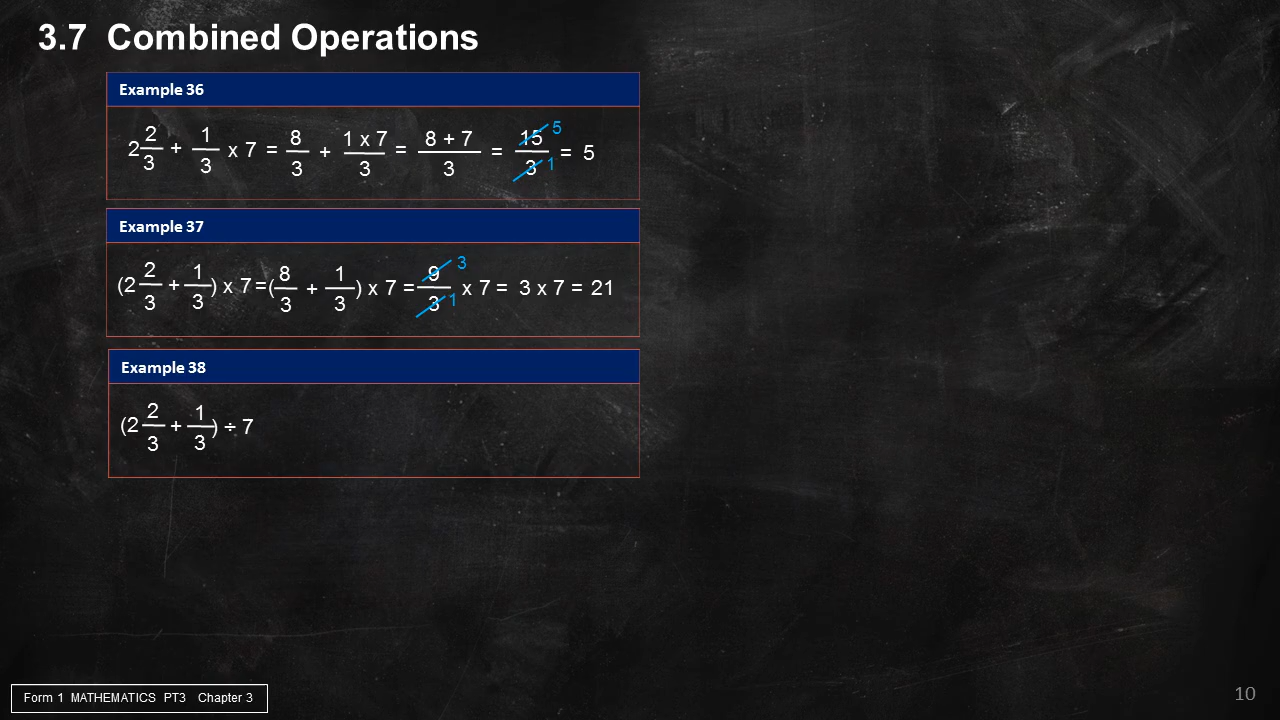 3.7 Combined Operations
Example 36
2 2/3 + 1/3 x 7 = 8/3 + 1 x 7/3 = 8 + 7/3 = 15/3 5 1 = 5
Example 37
(2 2/3 + 1/3) x 7 = (8/3 + 1/3) x 7 = 9/3 3 1 x 7 = 3 x 7 = 21
Example 38
(2 2/3 + 1/3) ÷ 7
Form 1 MATHEMATICS PT3 Chapter 3
10